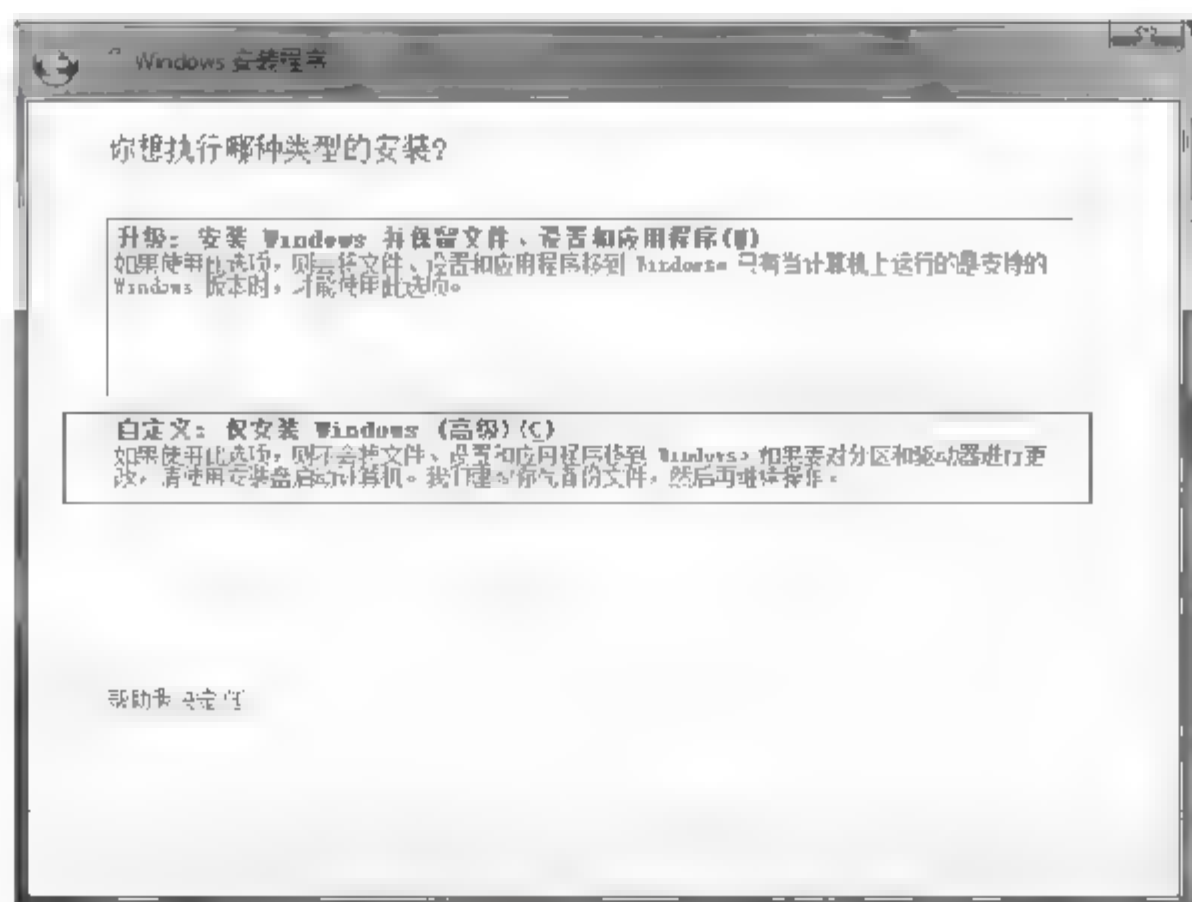 Windows 安装程序
你想执行哪种类型的安装?
升级: 安装 Windows 并保留文件、设置和应用程序(U)
如果使用此选项，则会将文件、设置和应用程序移到 Windows。只有当计算机上运行的是支持的
Windows 版本时，才能使用此选项。
自定义: 仅安装 Windows (高级)(C)
如果使用此选项，则不会将文件、设置和应用程序移到 Windows。如果要对分区和驱动器进行更
改，请使用安装盘启动计算机。我们建议你先备份文件，然后再继续操作。
帮助我决定(H)